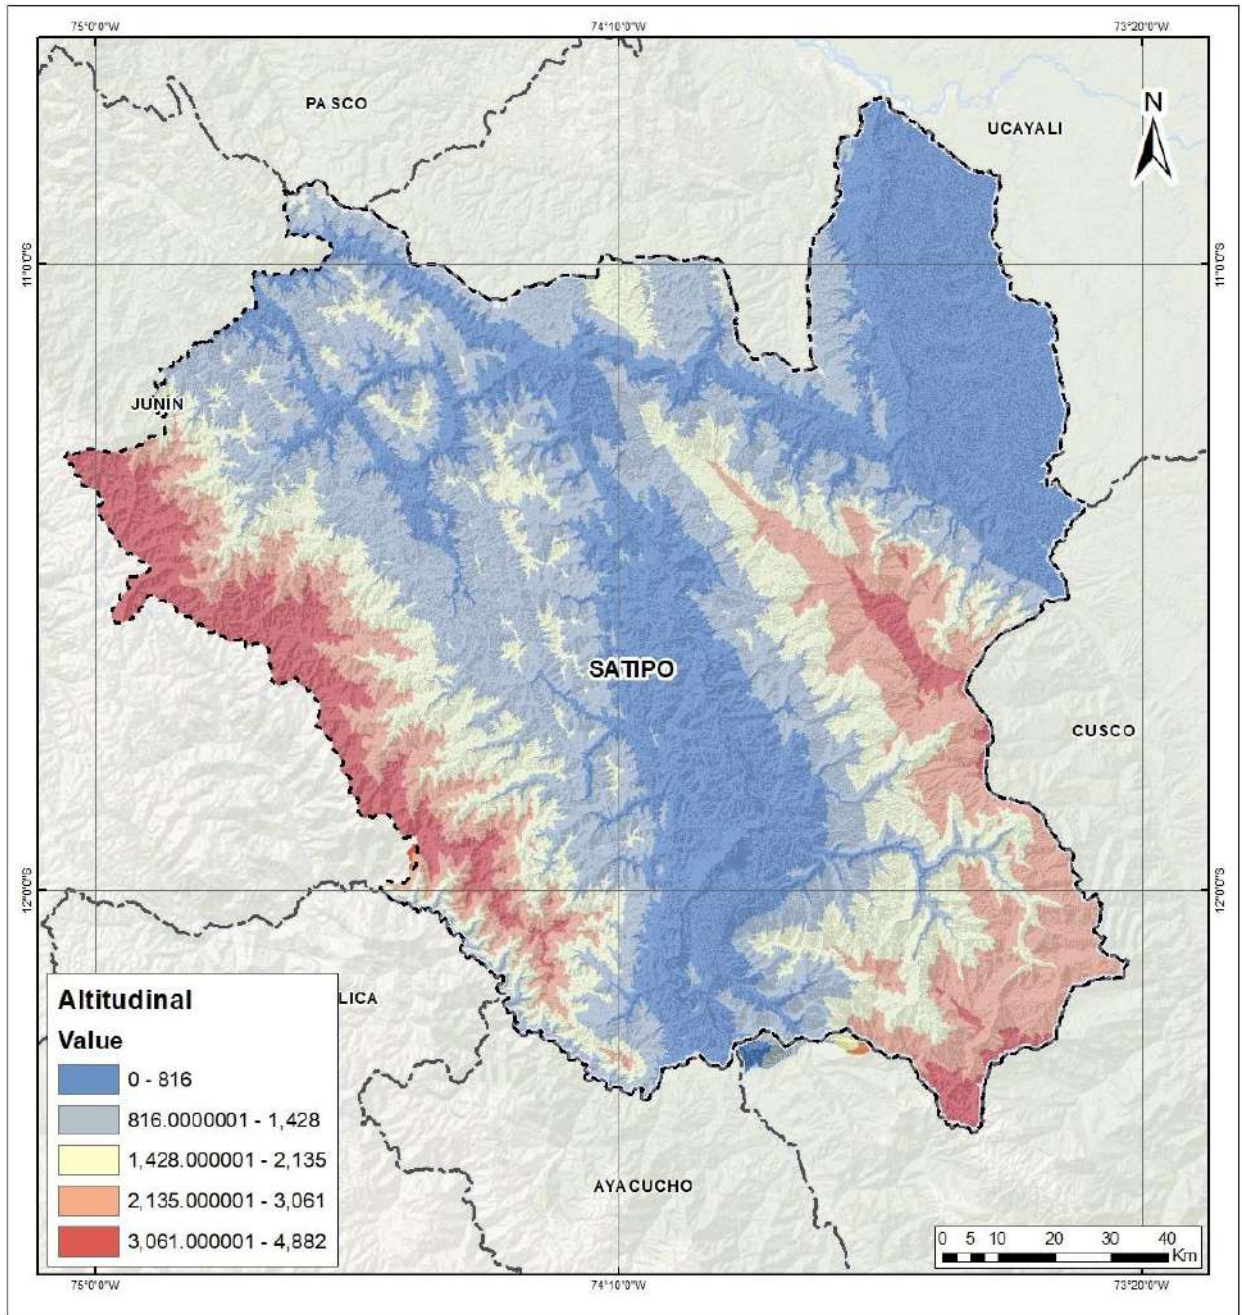 75°0'0"W 74°10'0"W 73°20'0"W
N
PASCO
UCAYALI
11°0'0"S 11°0'0"S
JUNIN
SATIPO
CUSCO
12°0'0"S 12°0'0"S
LICA
Altitudinal
Value
0 - 816
816.0000001 - 1,428
1,428.000001 - 2,135
2,135.000001 - 3,061
3,061.000001 - 4,882
AYACUCHO
0 5 10 20 30 40
Km
75°0'0"W 74°10'0"W 73°20'0"W